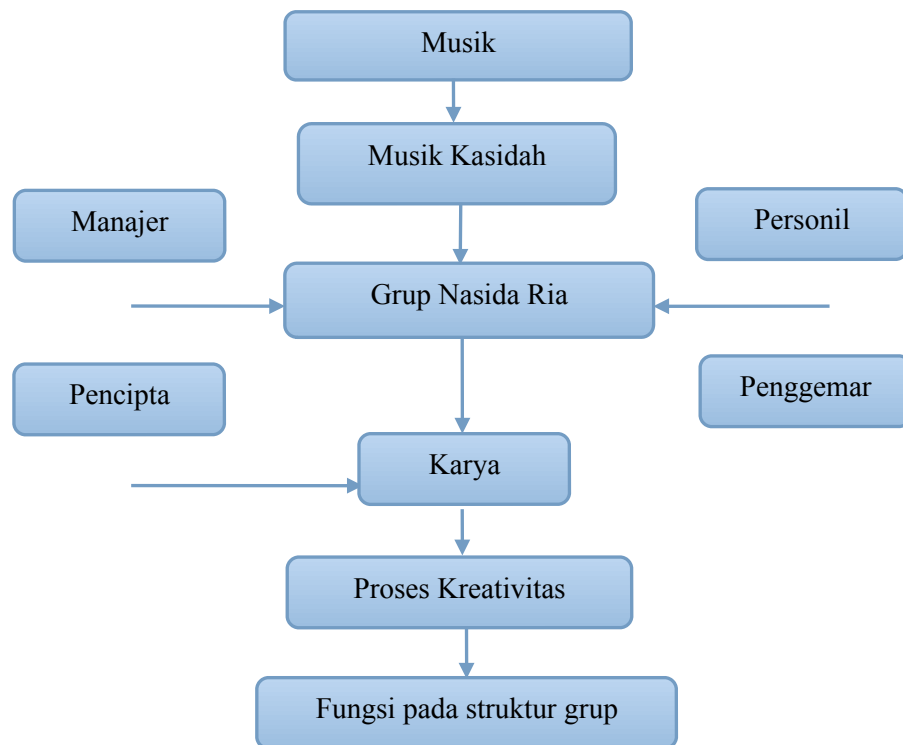 Musik
Musik Kasidah
Manajer
Personil
Grup Nasida Ria
Pencipta
Penggemar
Karya
Proses Kreativitas
Fungsi pada struktur grup